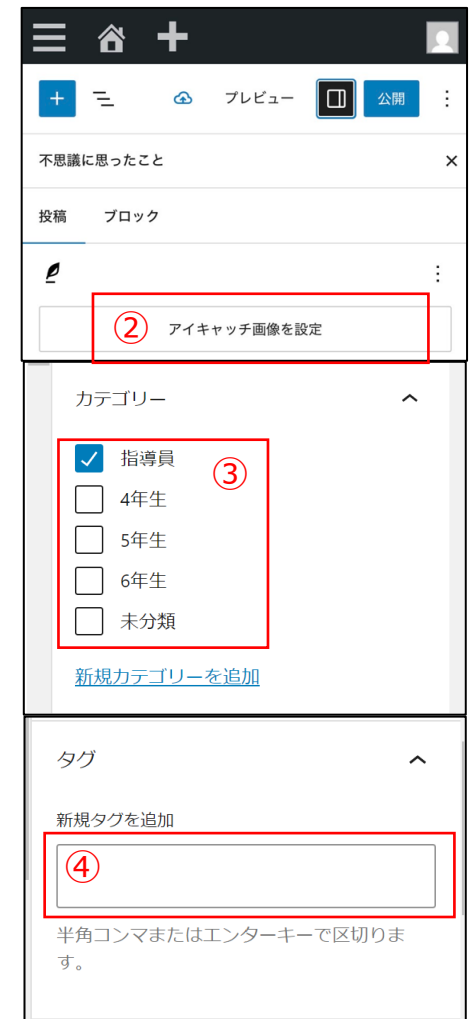 プレビュー 公開
不思議に思ったこと
投稿 ブロック
② アイキャッチ画像を設定
カテゴリー
指導員
③
4年生
5年生
6年生
未分類
新規カテゴリーを追加
タグ
新規タグを追加
④
半角コンマまたはエンターキーで区切りま
す。